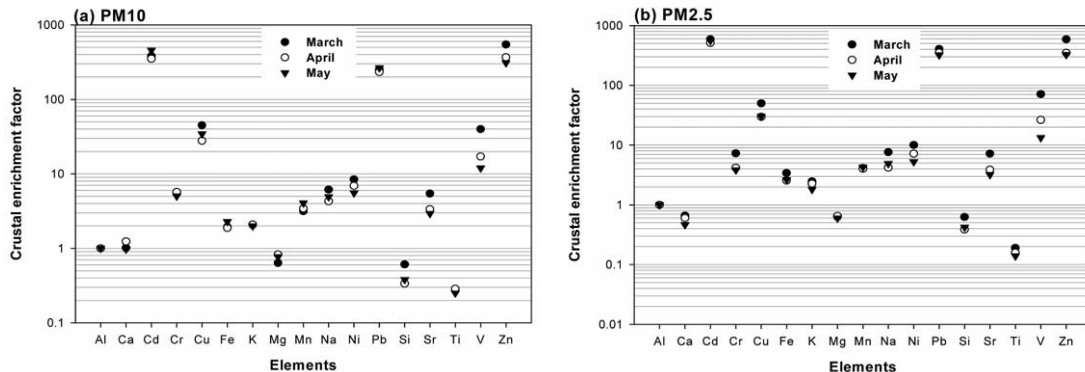 (a) PM10
1000
100
10
1
0.1
Crustal enrichment factor
March
April
May
Al Ca Cd Cr Cu Fe K Mg Mn Na Ni Pb Si Sr Ti V Zn
Elements
(b) PM2.5
1000
100
10
1
0.1
0.01
Crustal enrichment factor
March
April
May
Al Ca Cd Cr Cu Fe K Mg Mn Na Ni Pb Si Sr Ti V Zn
Elements